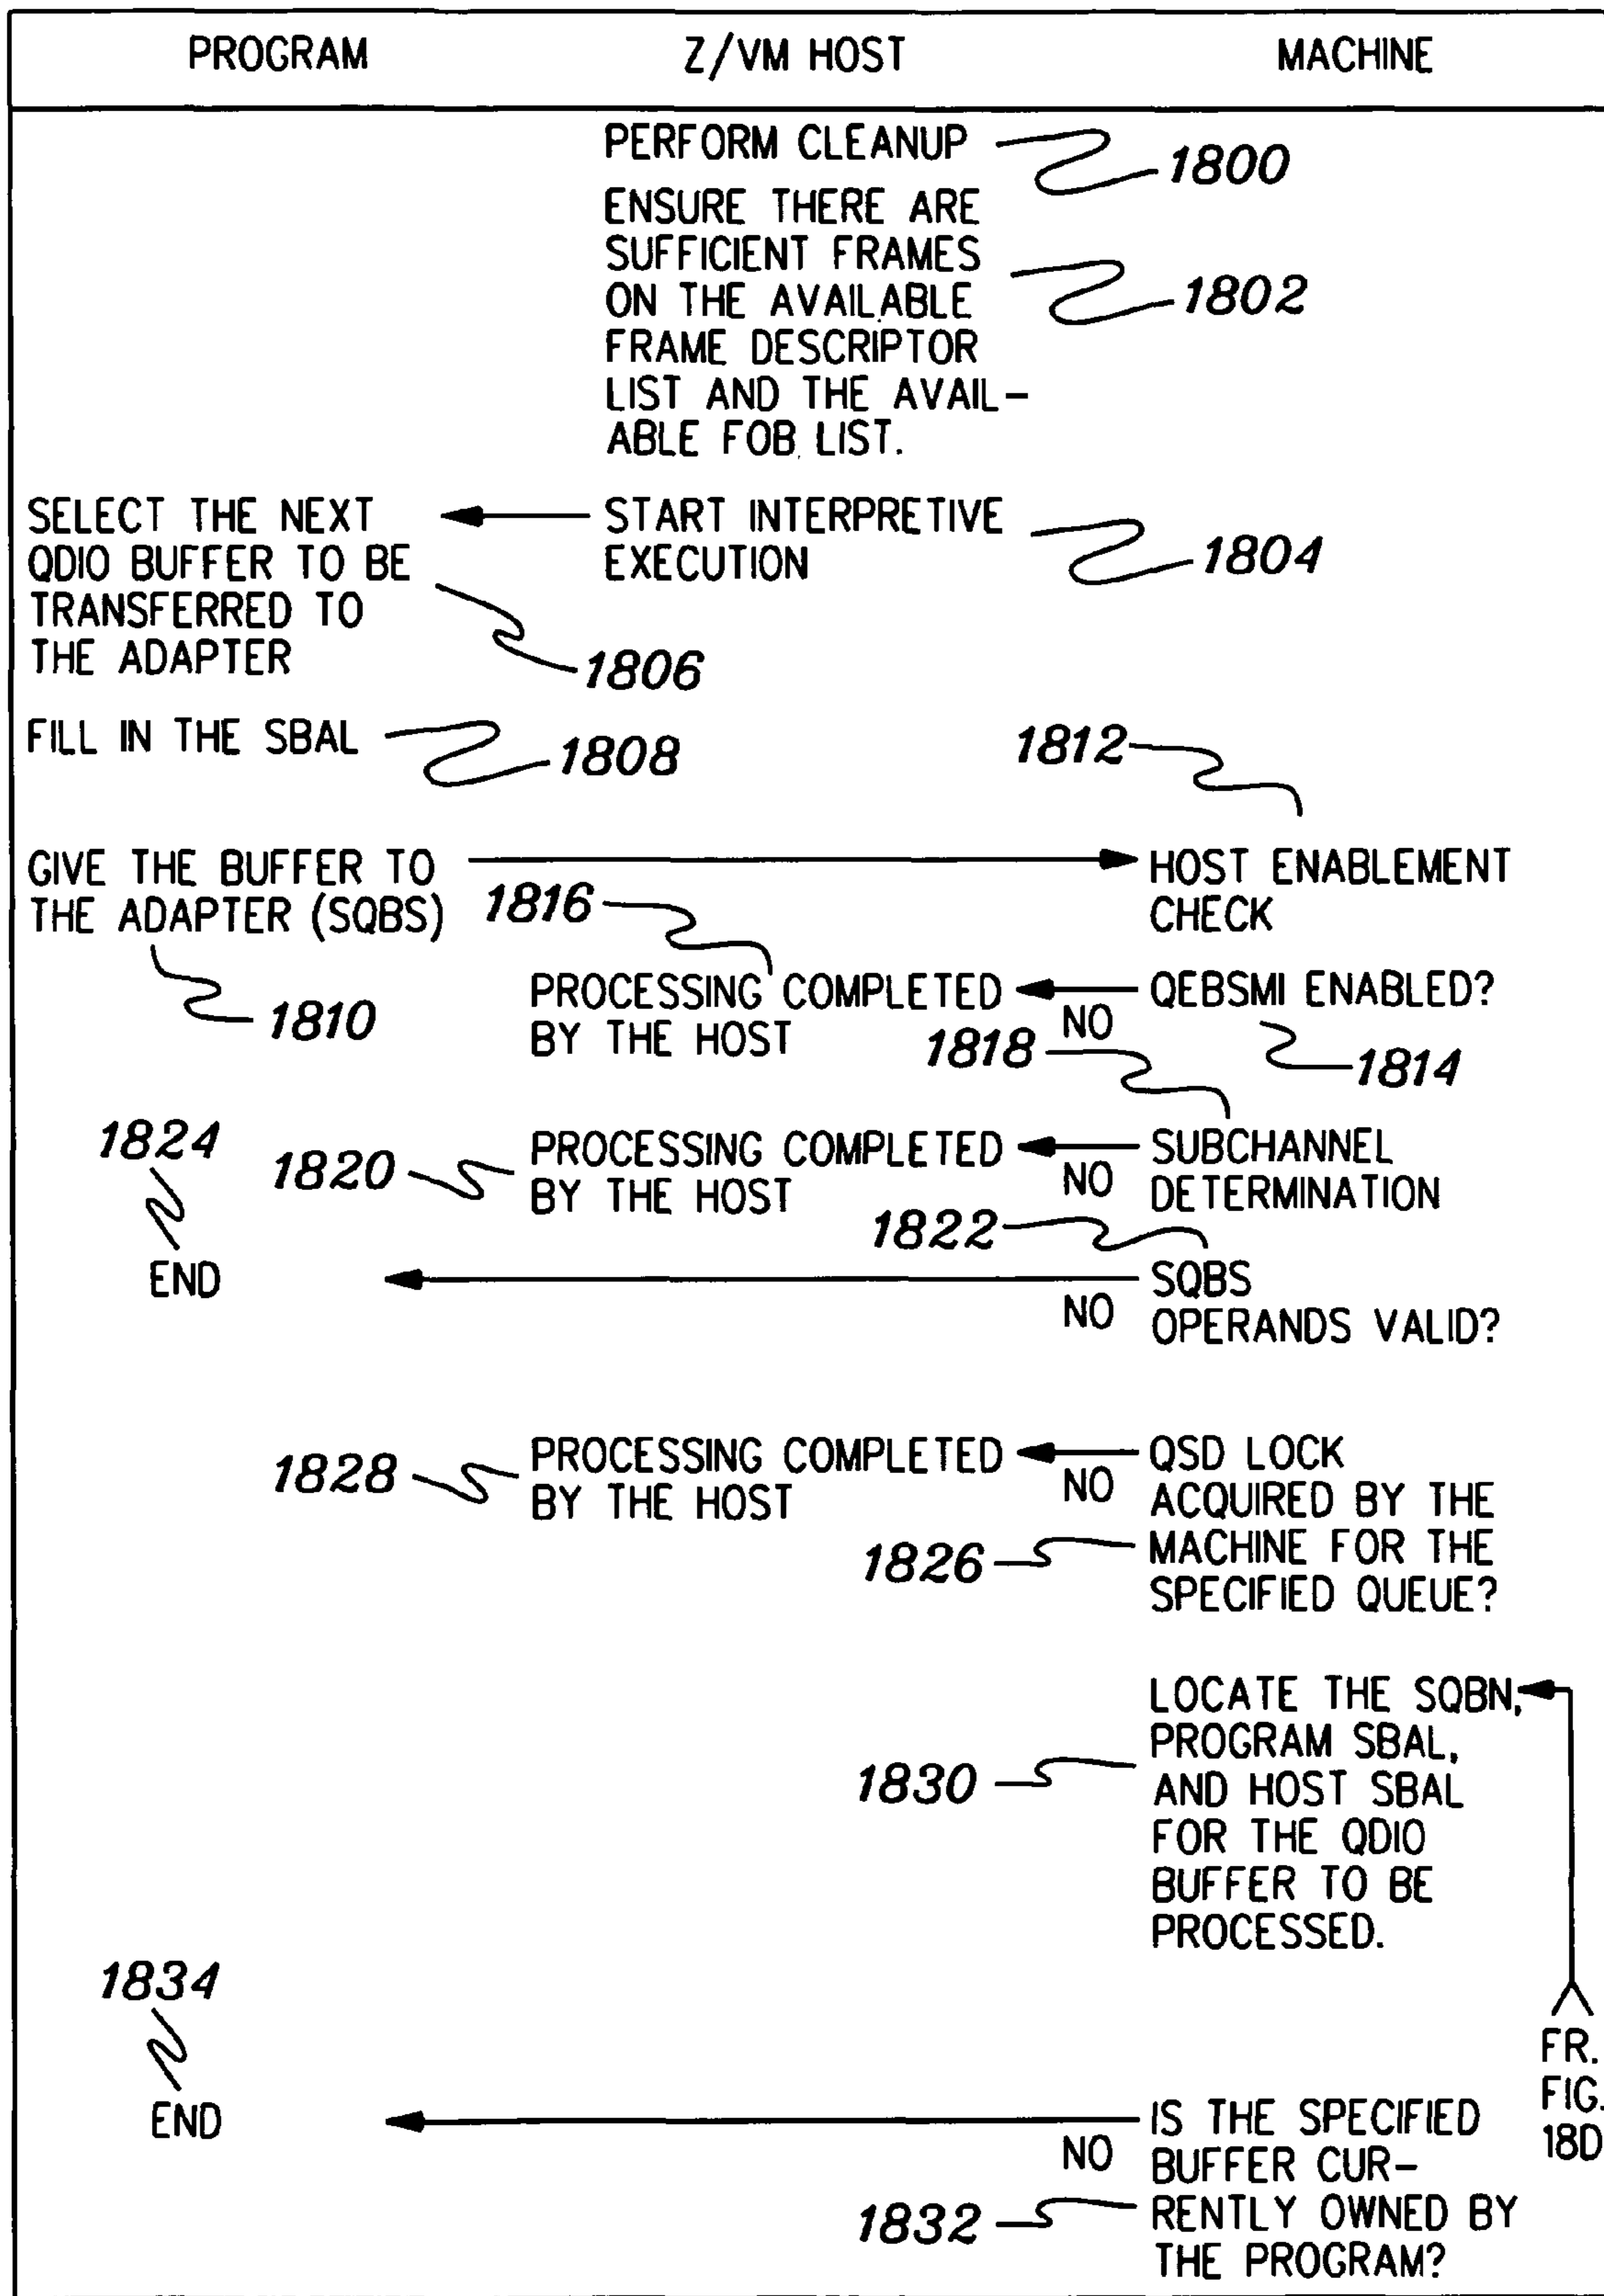 PROGRAM Z/VM HOST MACHINE
PERFORM CLEANUP 1800
ENSURE THERE ARE
SUFFICIENT FRAMES
ON THE AVAILABLE 1802
FRAME DESCRIPTOR
LIST AND THE AVAIL-
ABLE FOB LIST.
SELECT THE NEXT
QDIO BUFFER TO BE
TRANSFERRED TO
THE ADAPTER
1806
START INTERPRETIVE
EXECUTION
1804
FILL IN THE SBAL 1808
1812
GIVE THE BUFFER TO
THE ADAPTER (SQBS)
1810
HOST ENABLEMENT
CHECK
1816
PROCESSING COMPLETED
BY THE HOST
NO
QEBSMI ENABLED?
1814
1818
1820
PROCESSING COMPLETED
BY THE HOST
NO
SUBCHANNEL
DETERMINATION
1824
END
1822
NO
SQBS
OPERANDS VALID?
1828
PROCESSING COMPLETED
BY THE HOST
NO
QSD LOCK
ACQUIRED BY THE
MACHINE FOR THE
SPECIFIED QUEUE?
1826
LOCATE THE SQBN,
PROGRAM SBAL,
AND HOST SBAL
FOR THE QDIO
BUFFER TO BE
PROCESSED.
1830
FR.
FIG.
18D
1834
END
NO
IS THE SPECIFIED
BUFFER CUR-
RENTLY OWNED BY
THE PROGRAM?
1832